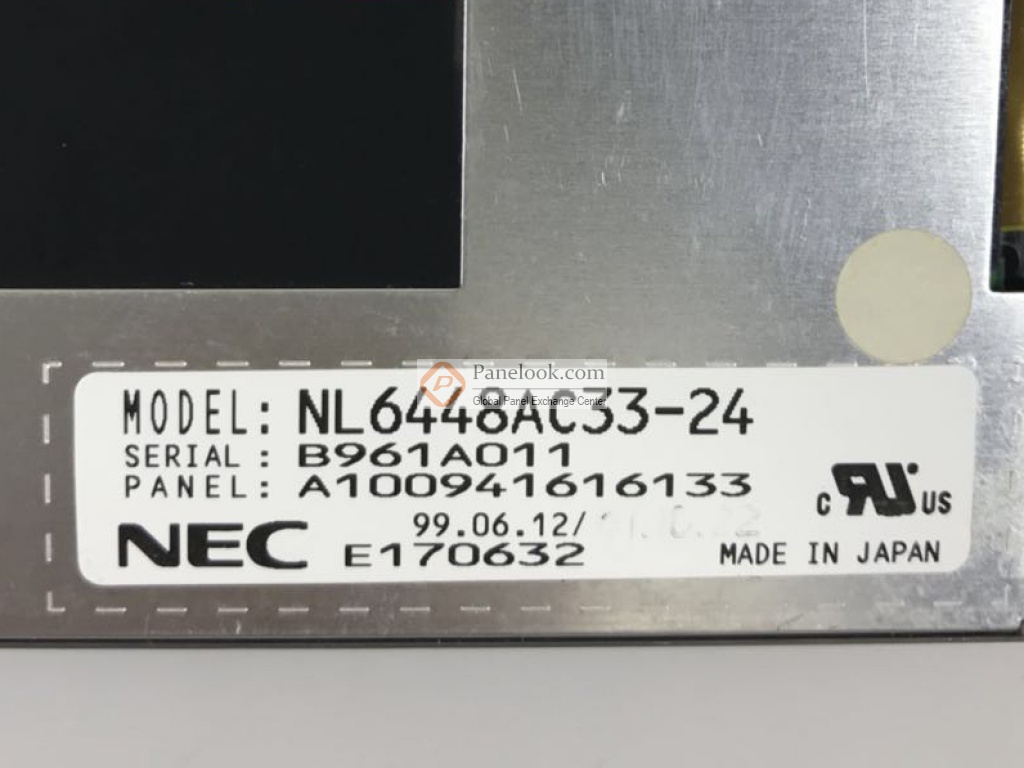 Panelook.com
Global Panel Exchange Center
MODEL: NL6448AC33-24
SERIAL: B961A011
PANEL: A100941616133
99.06.12/
NEC E170632
c RU US
MADE IN JAPAN